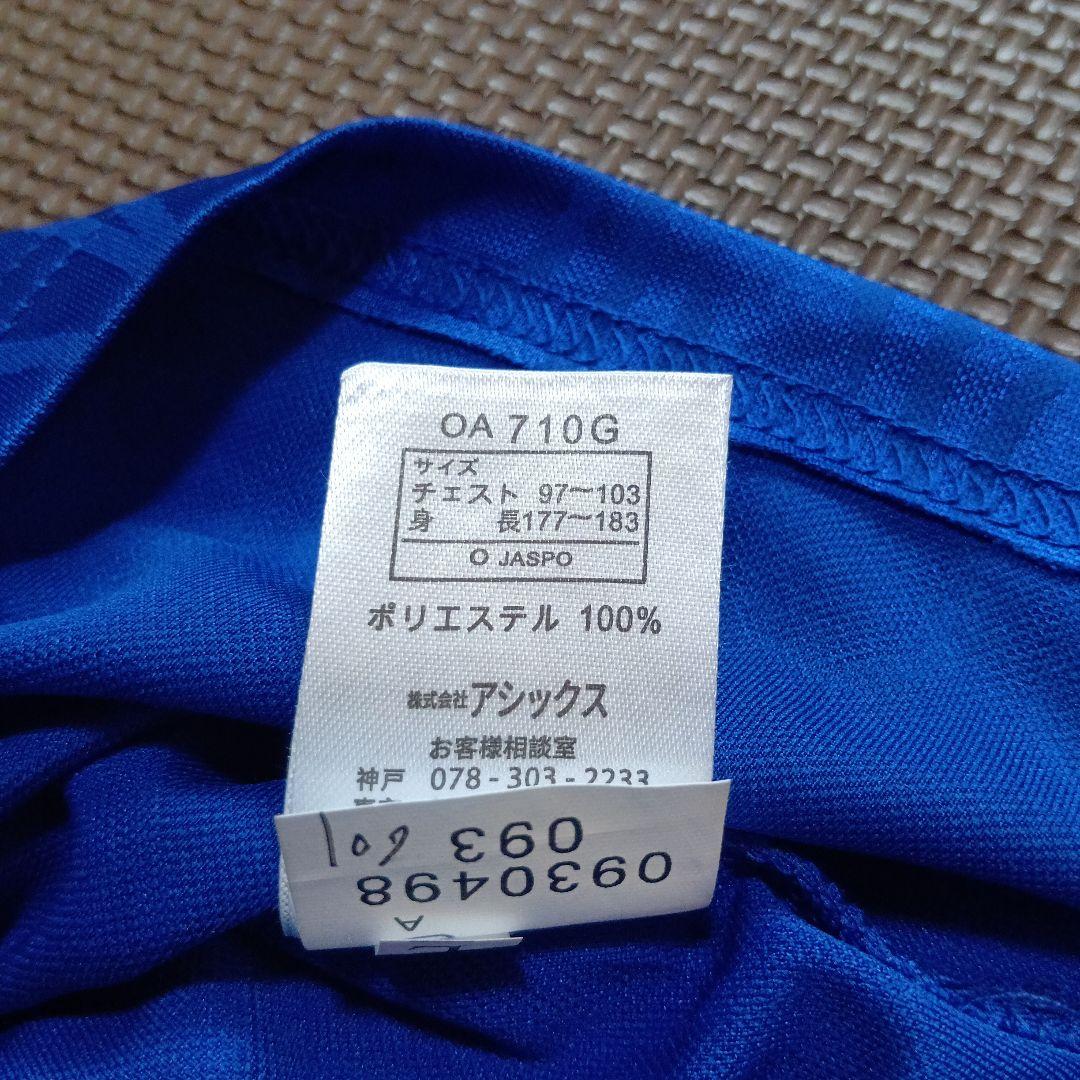 OA 710G
サイズ
チェスト 97〜103
身 長177〜183
O JASPO
ポリエステル 100%
株式会社アシックス
お客様相談室
神戸 078-303-2233
093
0930498
A